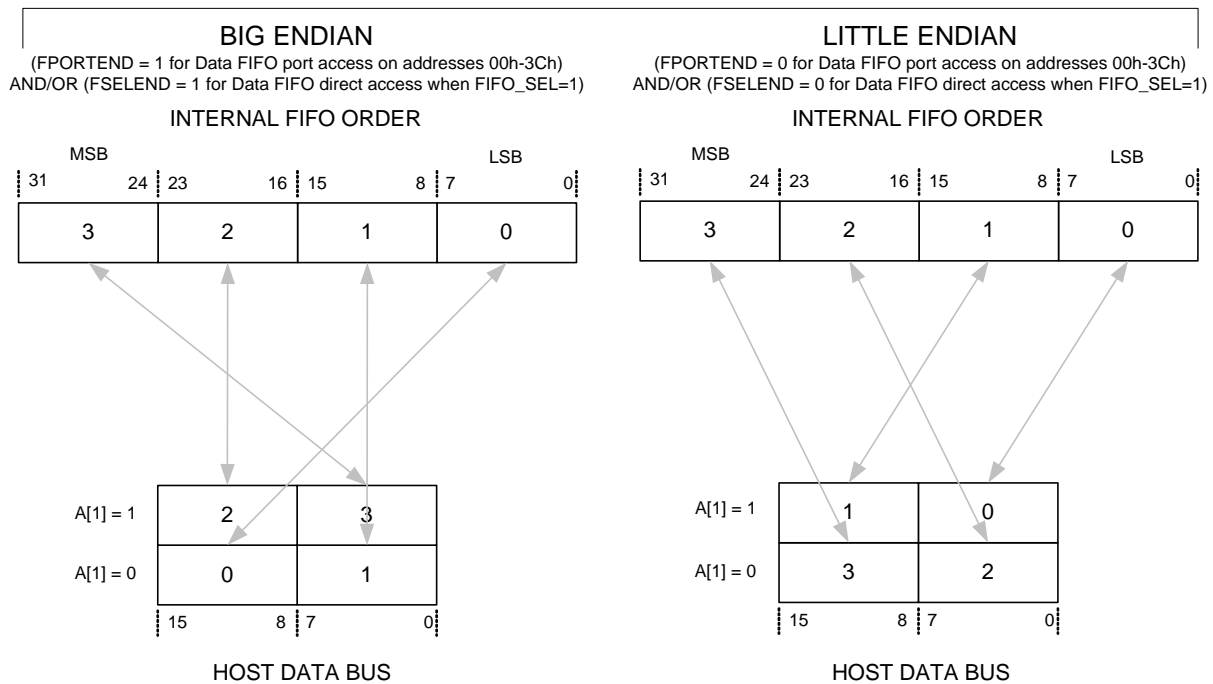 BIG ENDIAN
(FPORTEND = 1 for Data FIFO port access on addresses 00h-3Ch)
AND/OR (FSELEND = 1 for Data FIFO direct access when FIFO_SEL=1)
INTERNAL FIFO ORDER
MSB LSB
31 24 23 16 15 8 7 0
3 2 1 0
A[1] = 1 2 3
A[1] = 0 0 1
15 8 7 0
HOST DATA BUS
LITTLE ENDIAN
(FPORTEND = 0 for Data FIFO port access on addresses 00h-3Ch)
AND/OR (FSELEND = 0 for Data FIFO direct access when FIFO_SEL=1)
INTERNAL FIFO ORDER
MSB LSB
31 24 23 16 15 8 7 0
3 2 1 0
A[1] = 1 1 0
A[1] = 0 3 2
15 8 7 0
HOST DATA BUS